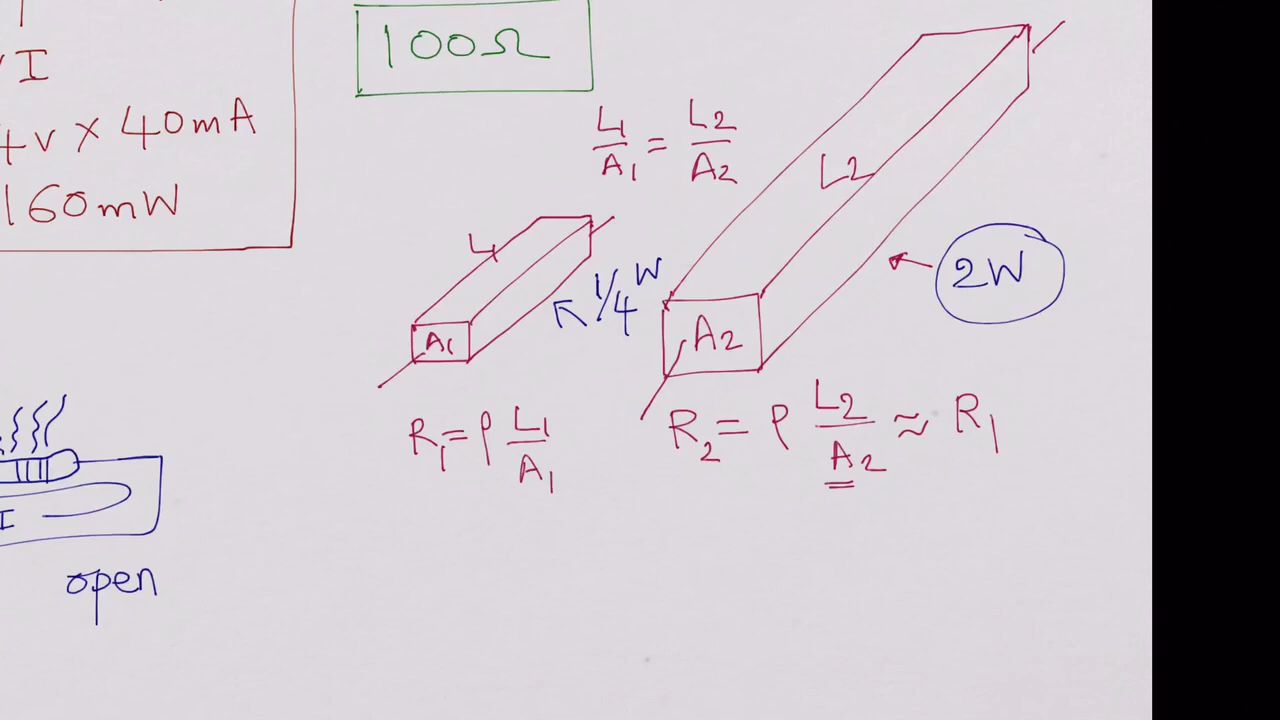 VI
4v × 40mA
160mW
100Ω
L1/A1 = L2/A2
L1
A1
1/4 W
R1 = ρ L1/A1
L2
A2
2W
R2 = ρ L2/A2 ≈ R1
I
open